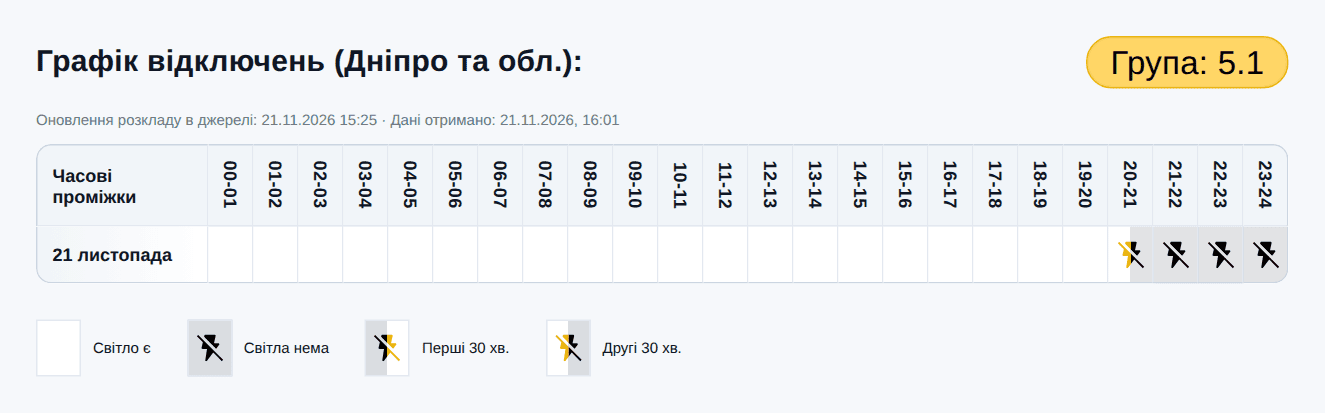 Графік відключень (Дніпро та обл.):
Група: 5.1
Оновлення розкладу в джерелі: 21.11.2026 15:25 · Дані отримано: 21.11.2026, 16:01
Часові
проміжки
00-01
01-02
02-03
03-04
04-05
05-06
06-07
07-08
08-09
09-10
10-11
11-12
12-13
13-14
14-15
15-16
16-17
17-18
18-19
19-20
20-21
21-22
22-23
23-24
21 листопада
Світло є
Світла нема
Перші 30 хв.
Другі 30 хв.